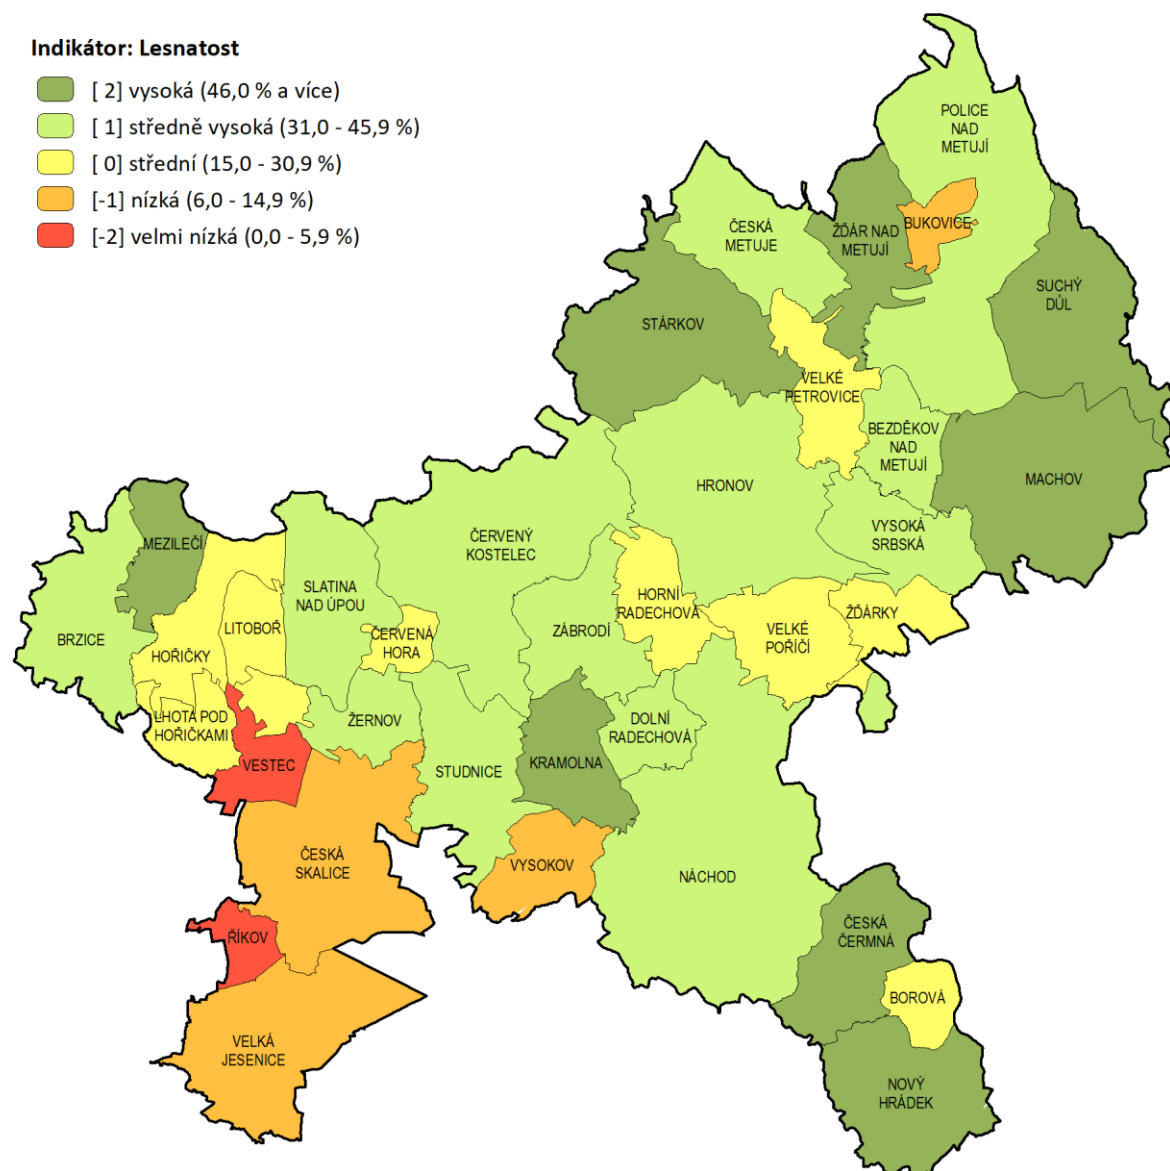 Indikátor: Lesnatost
[ 2] vysoká (46,0 % a více)
[ 1] středně vysoká (31,0 - 45,9 %)
[ 0] střední (15,0 - 30,9 %)
[-1] nízká (6,0 - 14,9 %)
[-2] velmi nízká (0,0 - 5,9 %)
POLICE
NAD
METUJÍ
BUKOVICE
ČESKÁ
METUJE
ŽĎÁR NAD
METUJÍ
SUCHÝ
DŮL
STÁRKOV
VELKÉ
PETROVICE
BEZDĚKOV
NAD
METUJÍ
MACHOV
HRONOV
VYSOKÁ
SRBSKÁ
ČERVENÝ
KOSTELEC
MEZILEČÍ
SLATINA
NAD ÚPOU
HORNÍ
RADECHOVÁ
ŽĎÁRKY
LITOBOŘ
ZÁBRODÍ
VELKÉ
POŘÍČÍ
BRZICE
ČERVENÁ
HORA
HOŘIČKY
LHOTA POD
HOŘIČKAMI
ŽERNOV
DOLNÍ
RADECHOVÁ
VESTEC
STUDNICE
KRAMOLNA
ČESKÁ
SKALICE
VYSOKOV
NÁCHOD
ČESKÁ
ČERMNÁ
ŘÍKOV
BOROVÁ
VELKÁ
JESENICE
NOVÝ
HRÁDEK